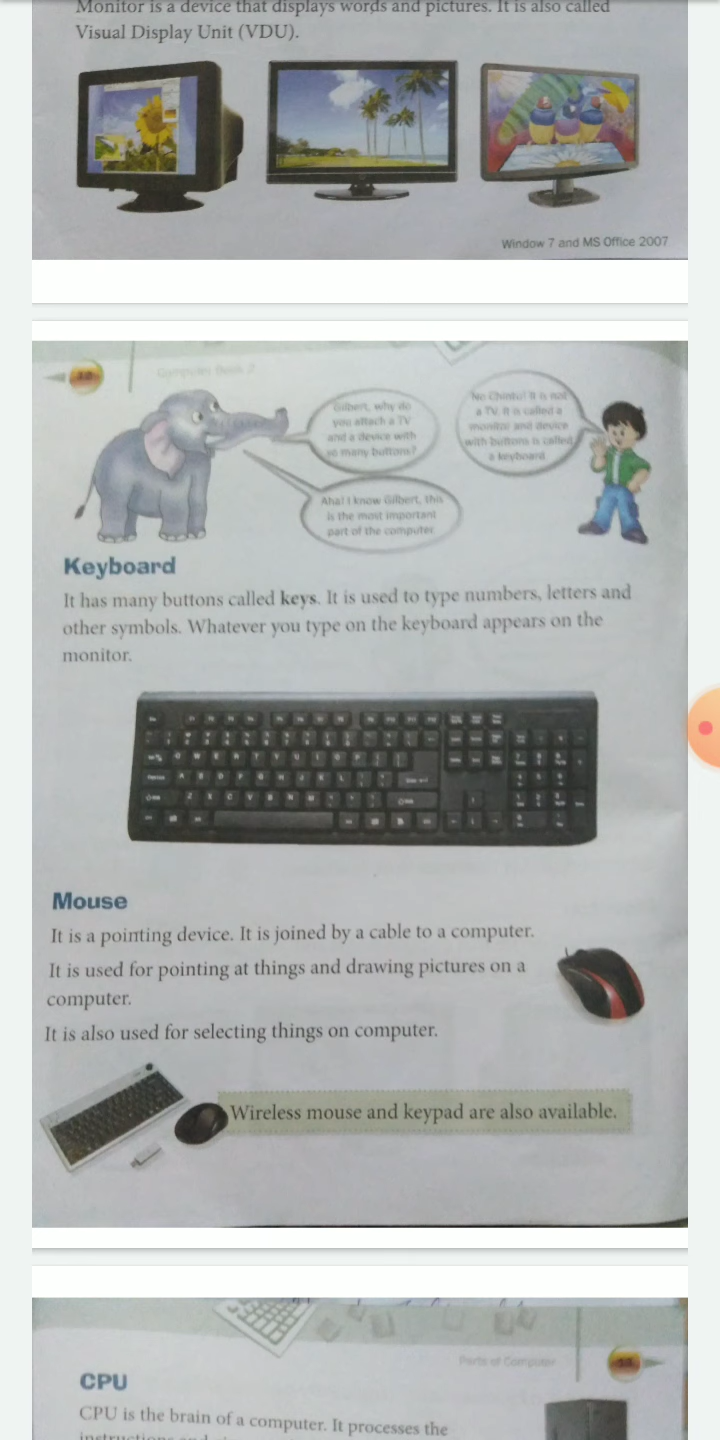 Monitor is a device that displays words and pictures. It is also called
Visual Display Unit (VDU).
Window 7 and MS Office 2007
Computer Book 2
Gilbert, why do
you attach a TV
and a device with
so many buttons?
No Chintu! It is not
a TV. It is called a
monitor and device
with buttons is called
a keyboard.
Aha! I know Gilbert, this
is the most important
part of the computer.
Keyboard
It has many buttons called keys. It is used to type numbers, letters and
other symbols. Whatever you type on the keyboard appears on the
monitor.
Mouse
It is a pointing device. It is joined by a cable to a computer.
It is used for pointing at things and drawing pictures on a
computer.
It is also used for selecting things on computer.
Wireless mouse and keypad are also available.
Parts of Computer
CPU
CPU is the brain of a computer. It processes the